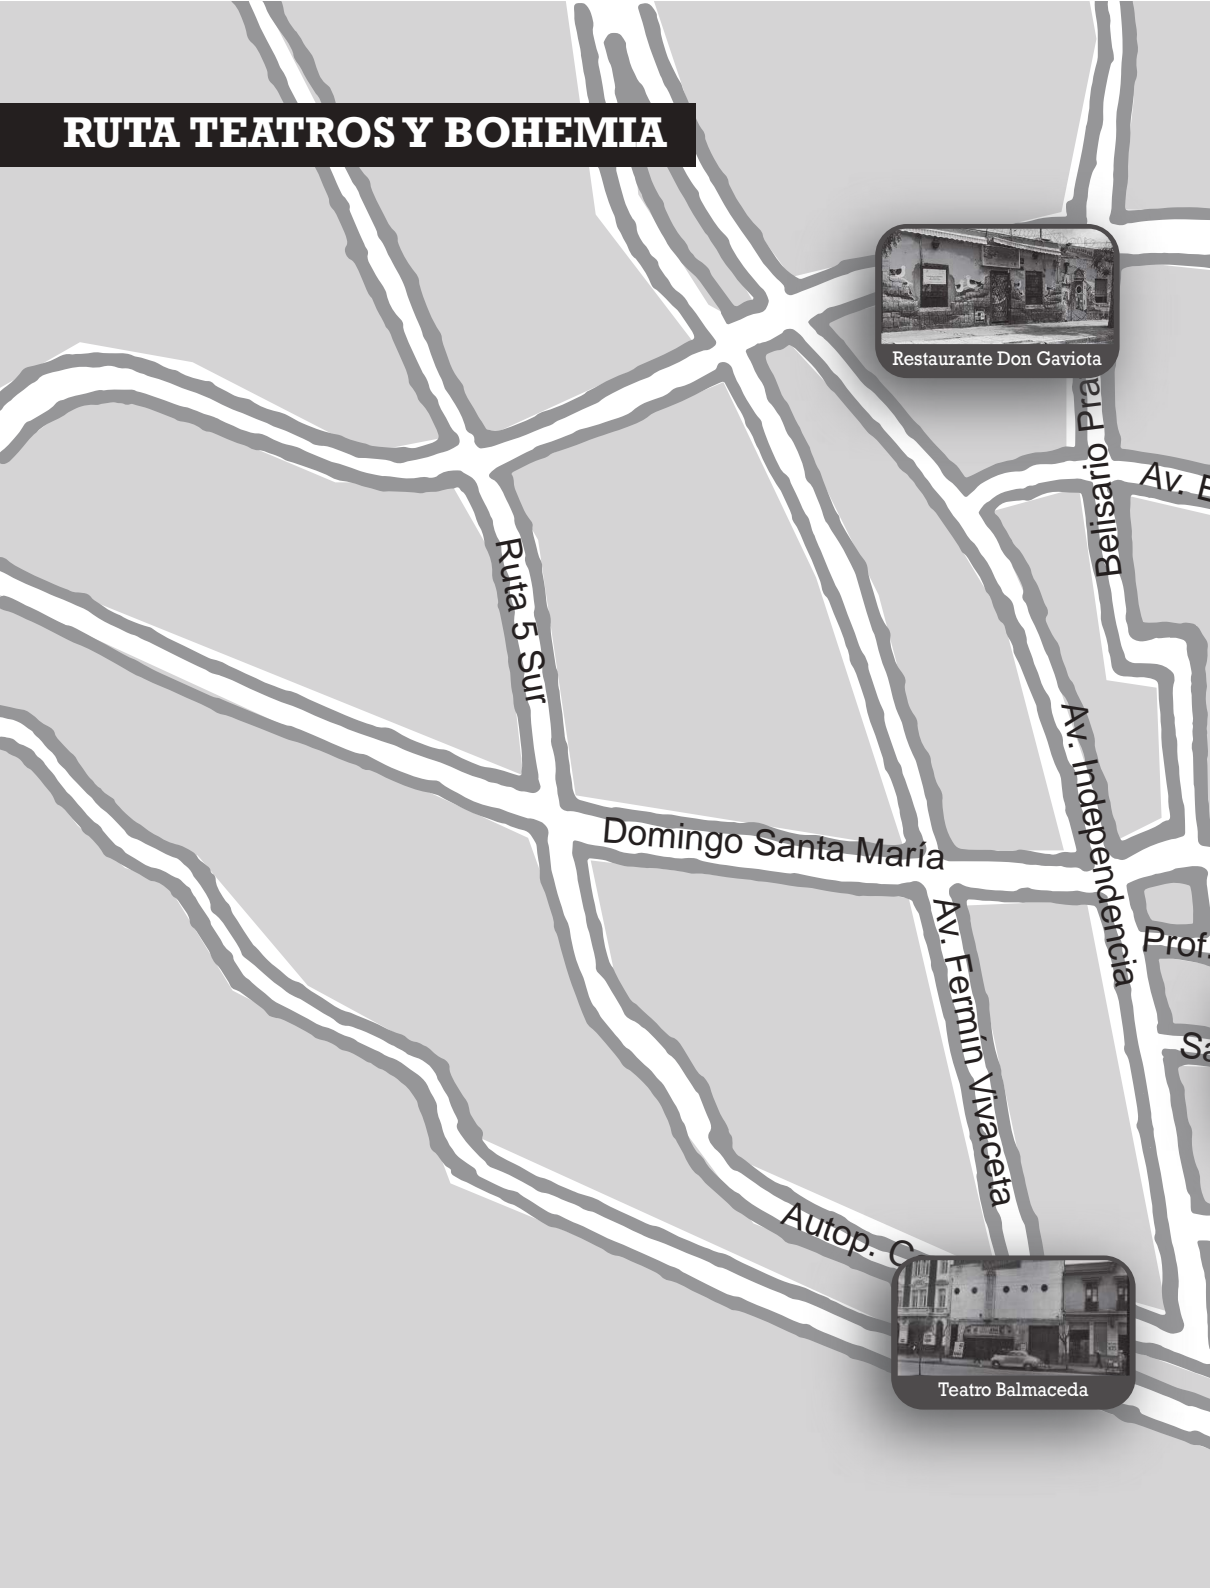 RUTA TEATROS Y BOHEMIA
Restaurante Don Gaviota
Belisario Pra
Av. E
Ruta 5 Sur
Av. Independencia
Domingo Santa María
Prof.
Av. Fermín Vivaceta
Sa
Autop. C
Teatro Balmaceda